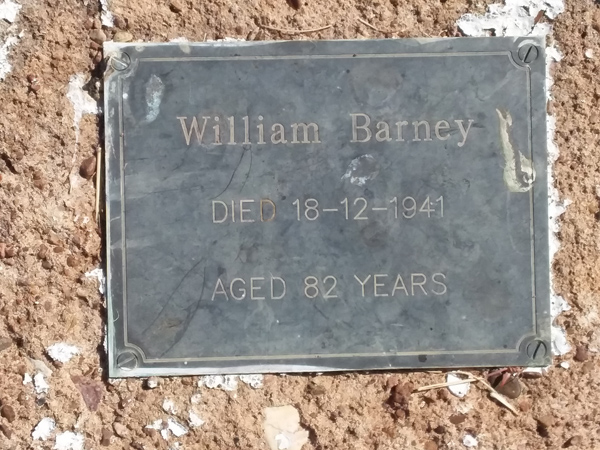 William Barney
DIED 18-12-1941
AGED 82 YEARS